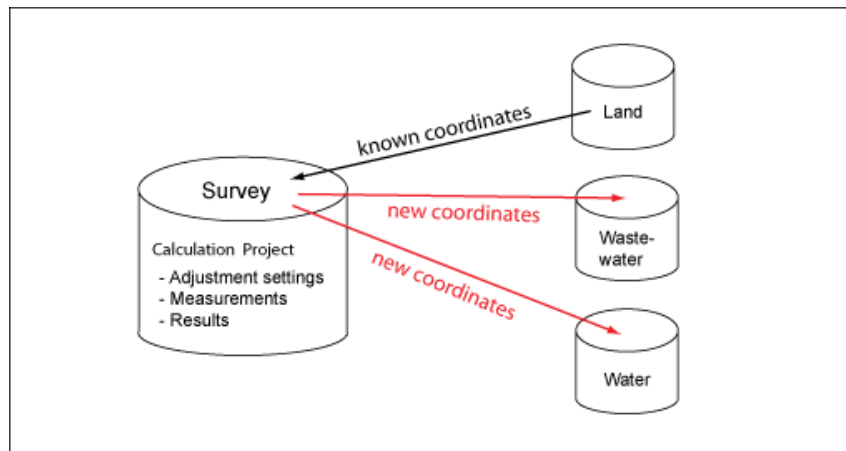 Land
known coordinates
Survey
new coordinates
Waste-
water
Calculation Project
- Adjustment settings
- Measurements
- Results
new coordinates
Water